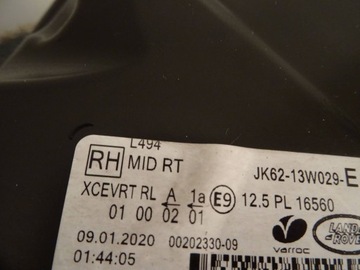 L494
RH MID RT JK62-13W029-E
XCEVRT RL A 1a E9 12,5 PL 16560
01 00 02 01
09.01.2020 00202330-09
01:44:05
varroc
LAND
ROVER